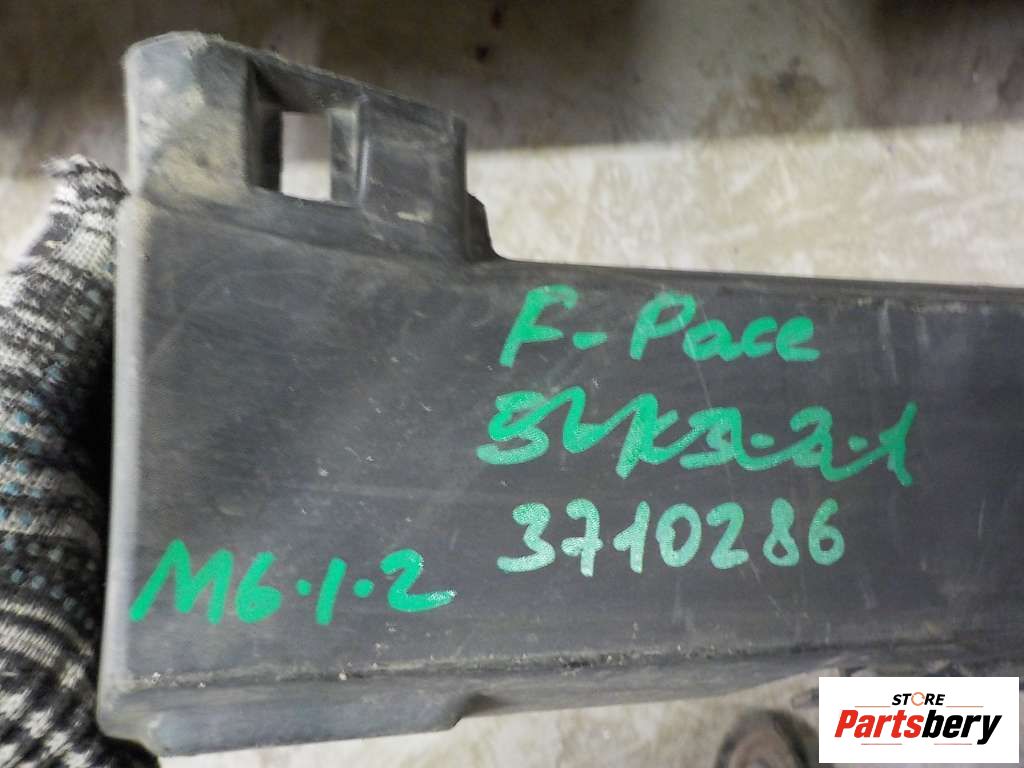 F-Pace
3710286
M6.1.2
STORE
Partsbery